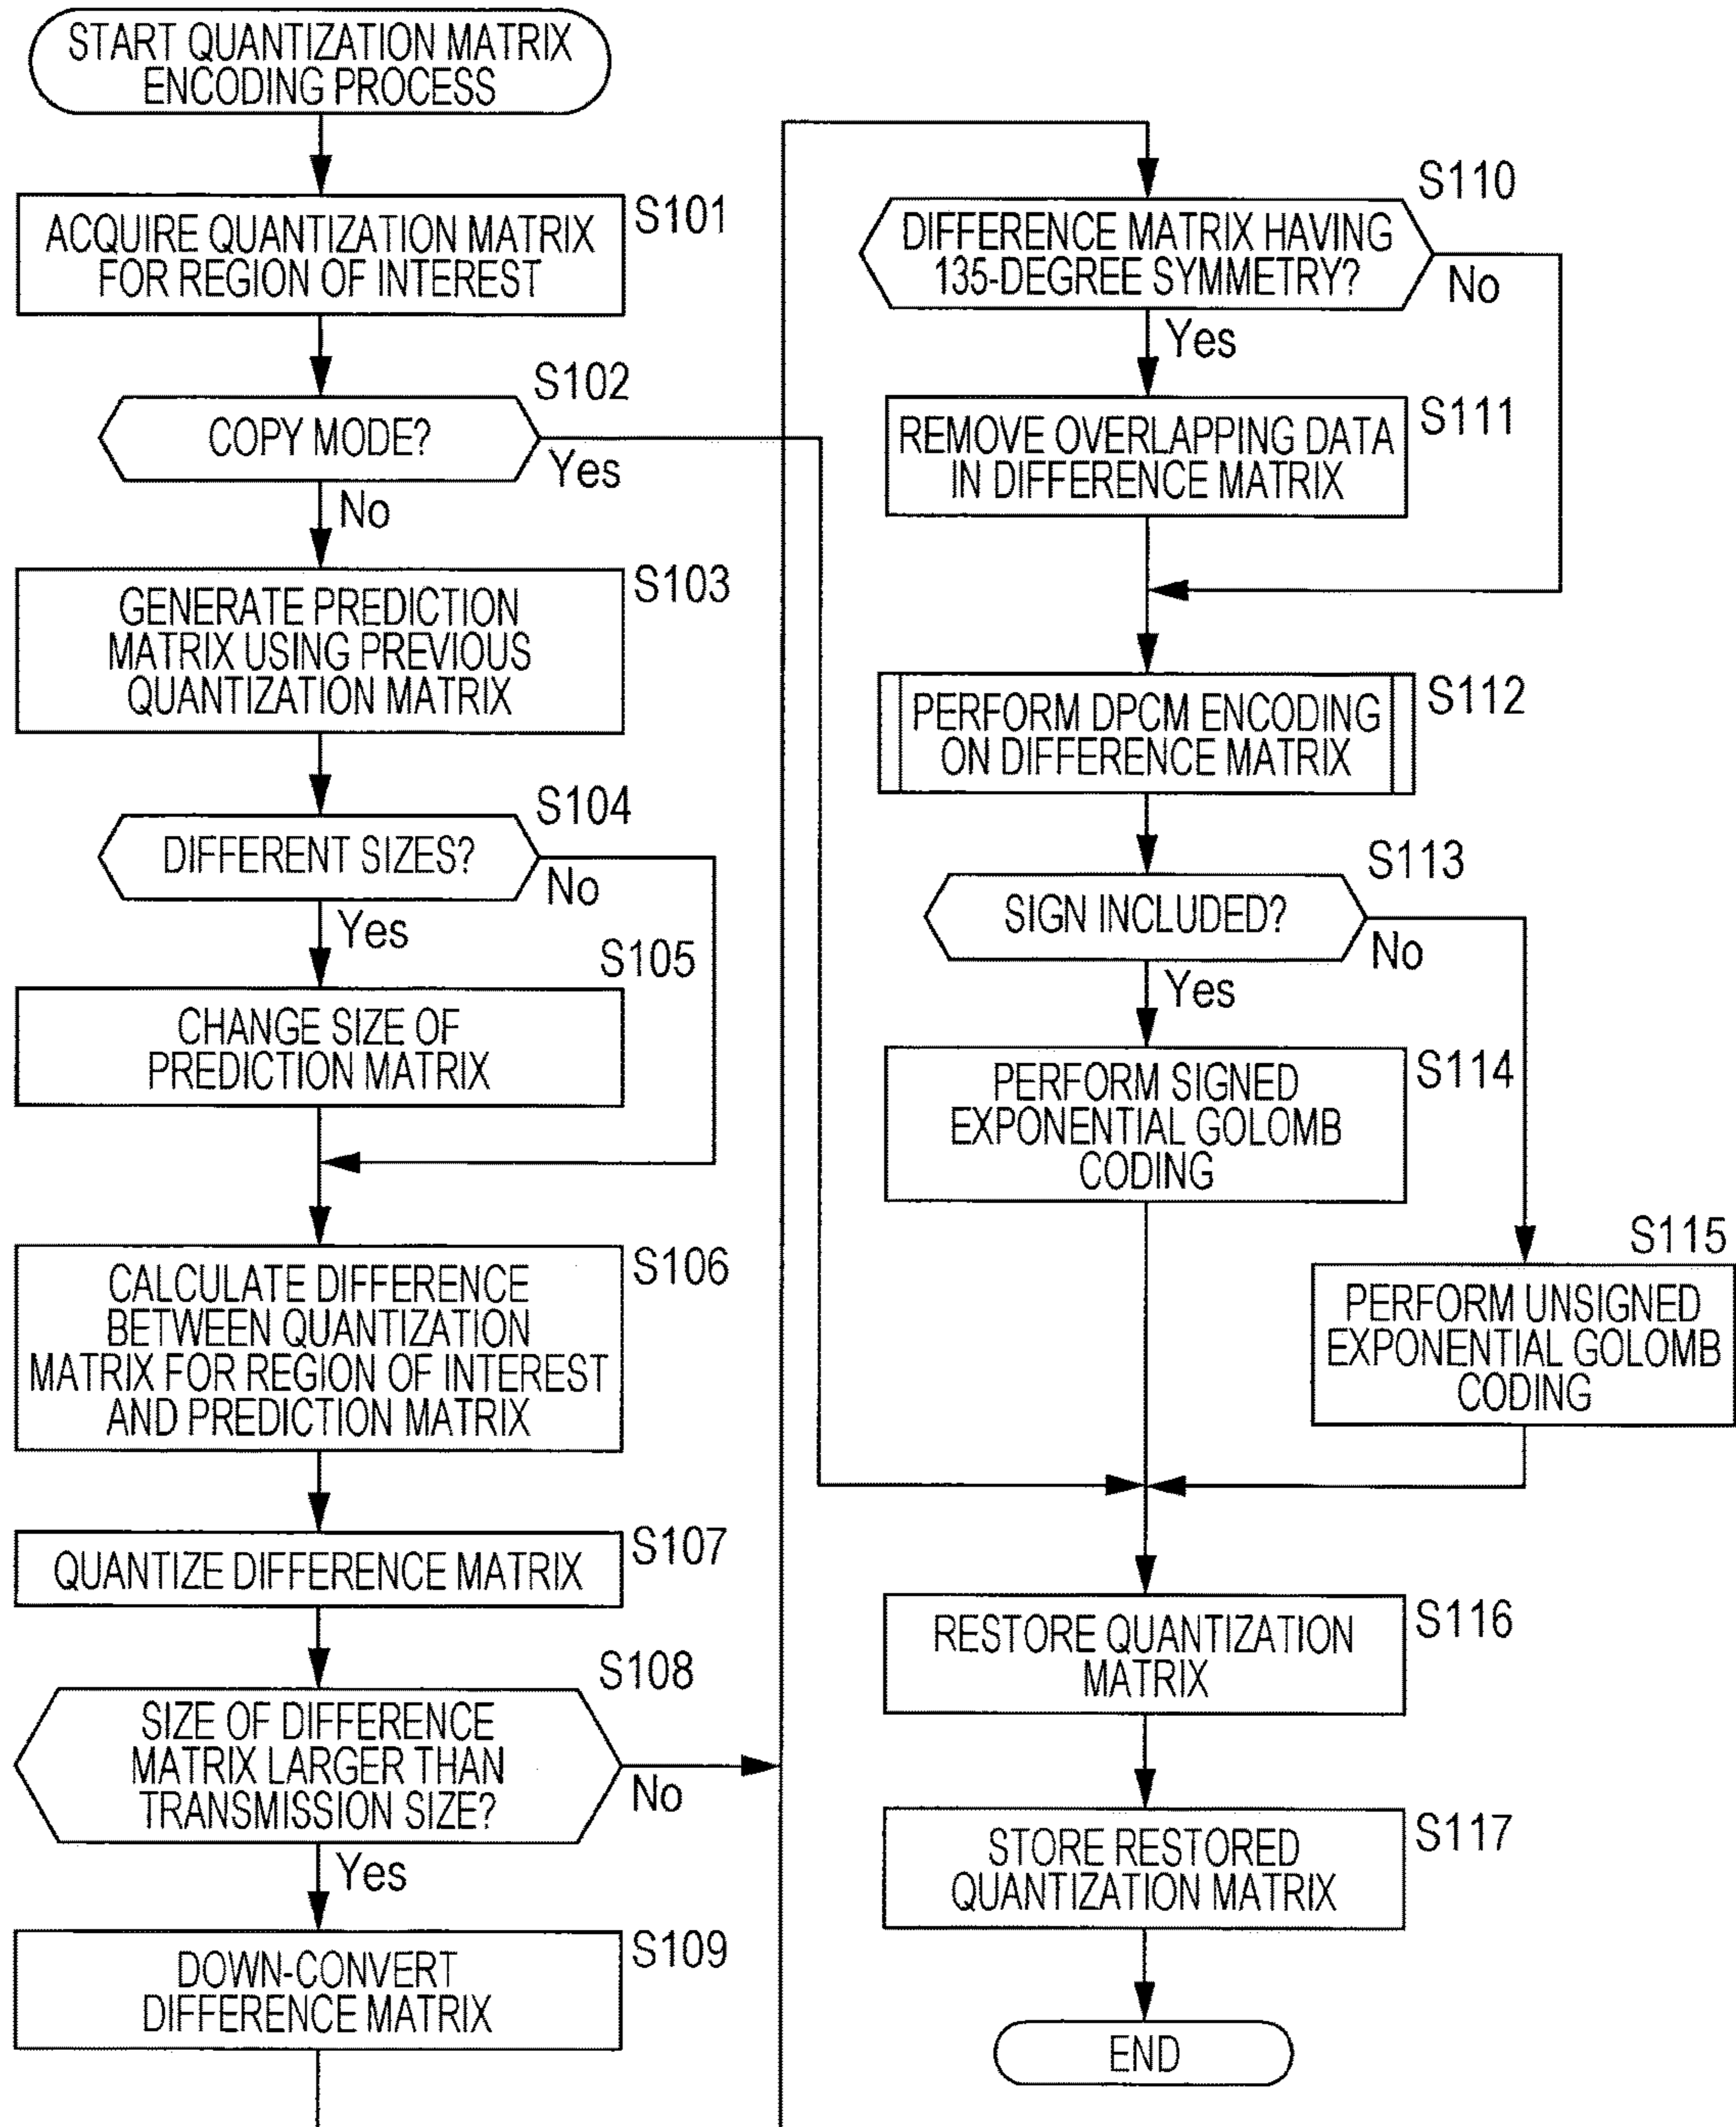 START QUANTIZATION MATRIX
ENCODING PROCESS
S101
ACQUIRE QUANTIZATION MATRIX
FOR REGION OF INTEREST
S102
COPY MODE?
Yes
No
S103
GENERATE PREDICTION
MATRIX USING PREVIOUS
QUANTIZATION MATRIX
S104
DIFFERENT SIZES?
No
Yes
S105
CHANGE SIZE OF
PREDICTION MATRIX
S106
CALCULATE DIFFERENCE
BETWEEN QUANTIZATION
MATRIX FOR REGION OF INTEREST
AND PREDICTION MATRIX
S107
QUANTIZE DIFFERENCE MATRIX
S108
SIZE OF DIFFERENCE
MATRIX LARGER THAN
TRANSMISSION SIZE?
No
Yes
S109
DOWN-CONVERT
DIFFERENCE MATRIX
S110
DIFFERENCE MATRIX HAVING
135-DEGREE SYMMETRY?
No
Yes
S111
REMOVE OVERLAPPING DATA
IN DIFFERENCE MATRIX
S112
PERFORM DPCM ENCODING
ON DIFFERENCE MATRIX
S113
SIGN INCLUDED?
No
Yes
S114
PERFORM SIGNED
EXPONENTIAL GOLOMB
CODING
S115
PERFORM UNSIGNED
EXPONENTIAL GOLOMB
CODING
S116
RESTORE QUANTIZATION
MATRIX
S117
STORE RESTORED
QUANTIZATION MATRIX
END